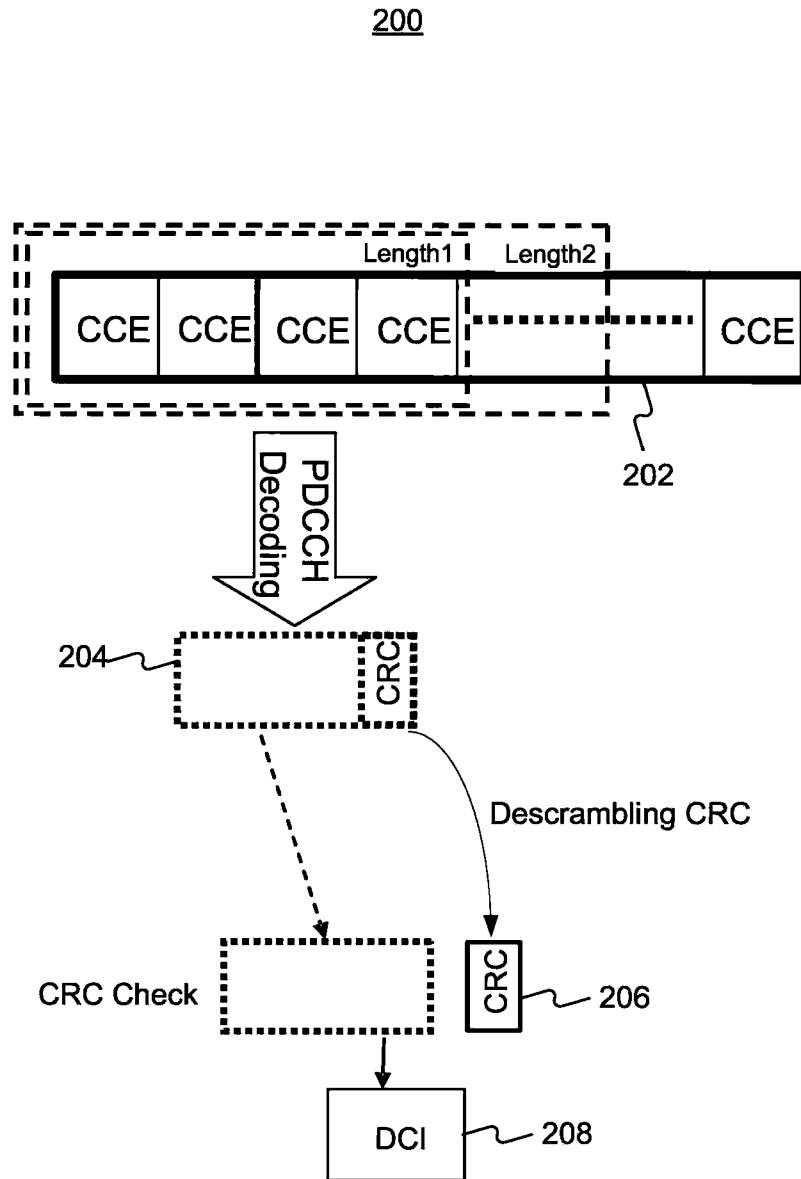 200
Length1 Length2
CCE CCE CCE CCE CCE
202
PDCCH
Decoding
204
CRC
Descrambling CRC
CRC Check
CRC
206
DCI
208